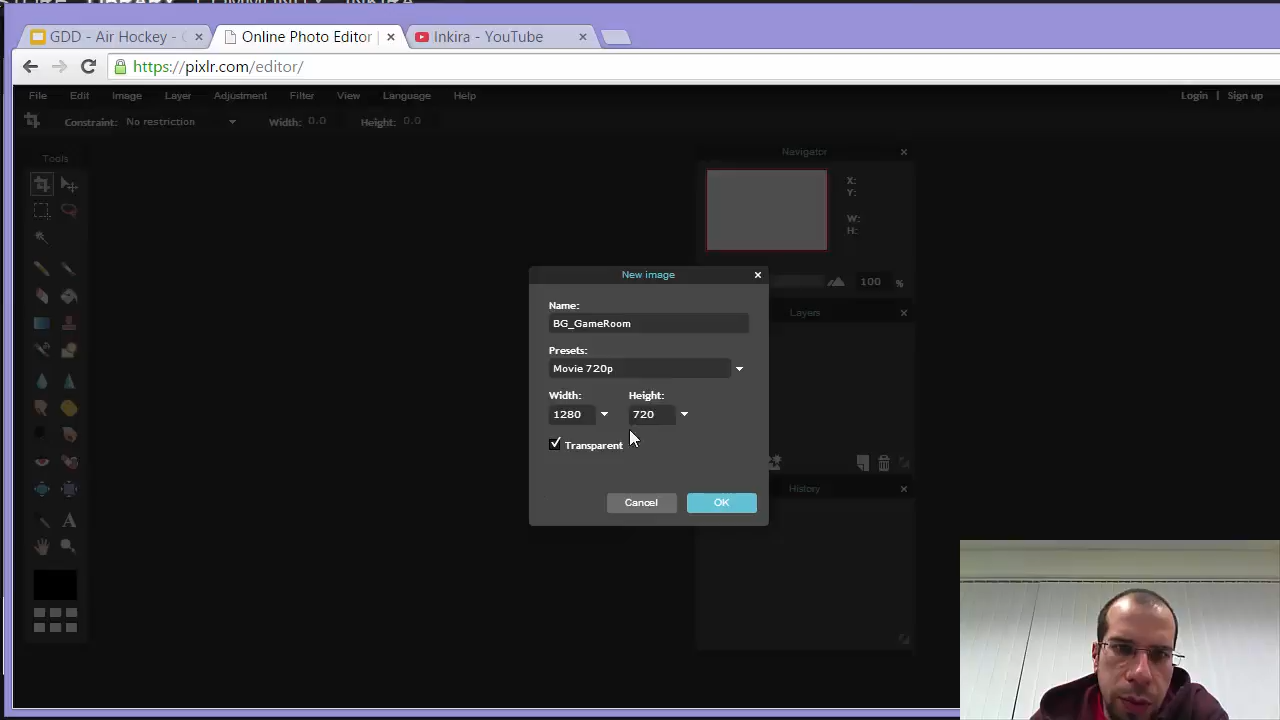 GDD - Air Hockey -
Online Photo Editor
Inkira - YouTube
https://pixlr.com/editor/
File Edit Image Layer Adjustment Filter View Language Help Login | Sign up
Constraint: No restriction Width: 0.0 Height: 0.0
Tools
Navigator
X:
Y:
W:
H:
100 %
Layers
History
New image
Name:
BG_GameRoom
Presets:
Movie 720p
Width: Height:
1280 720
Transparent
Cancel OK